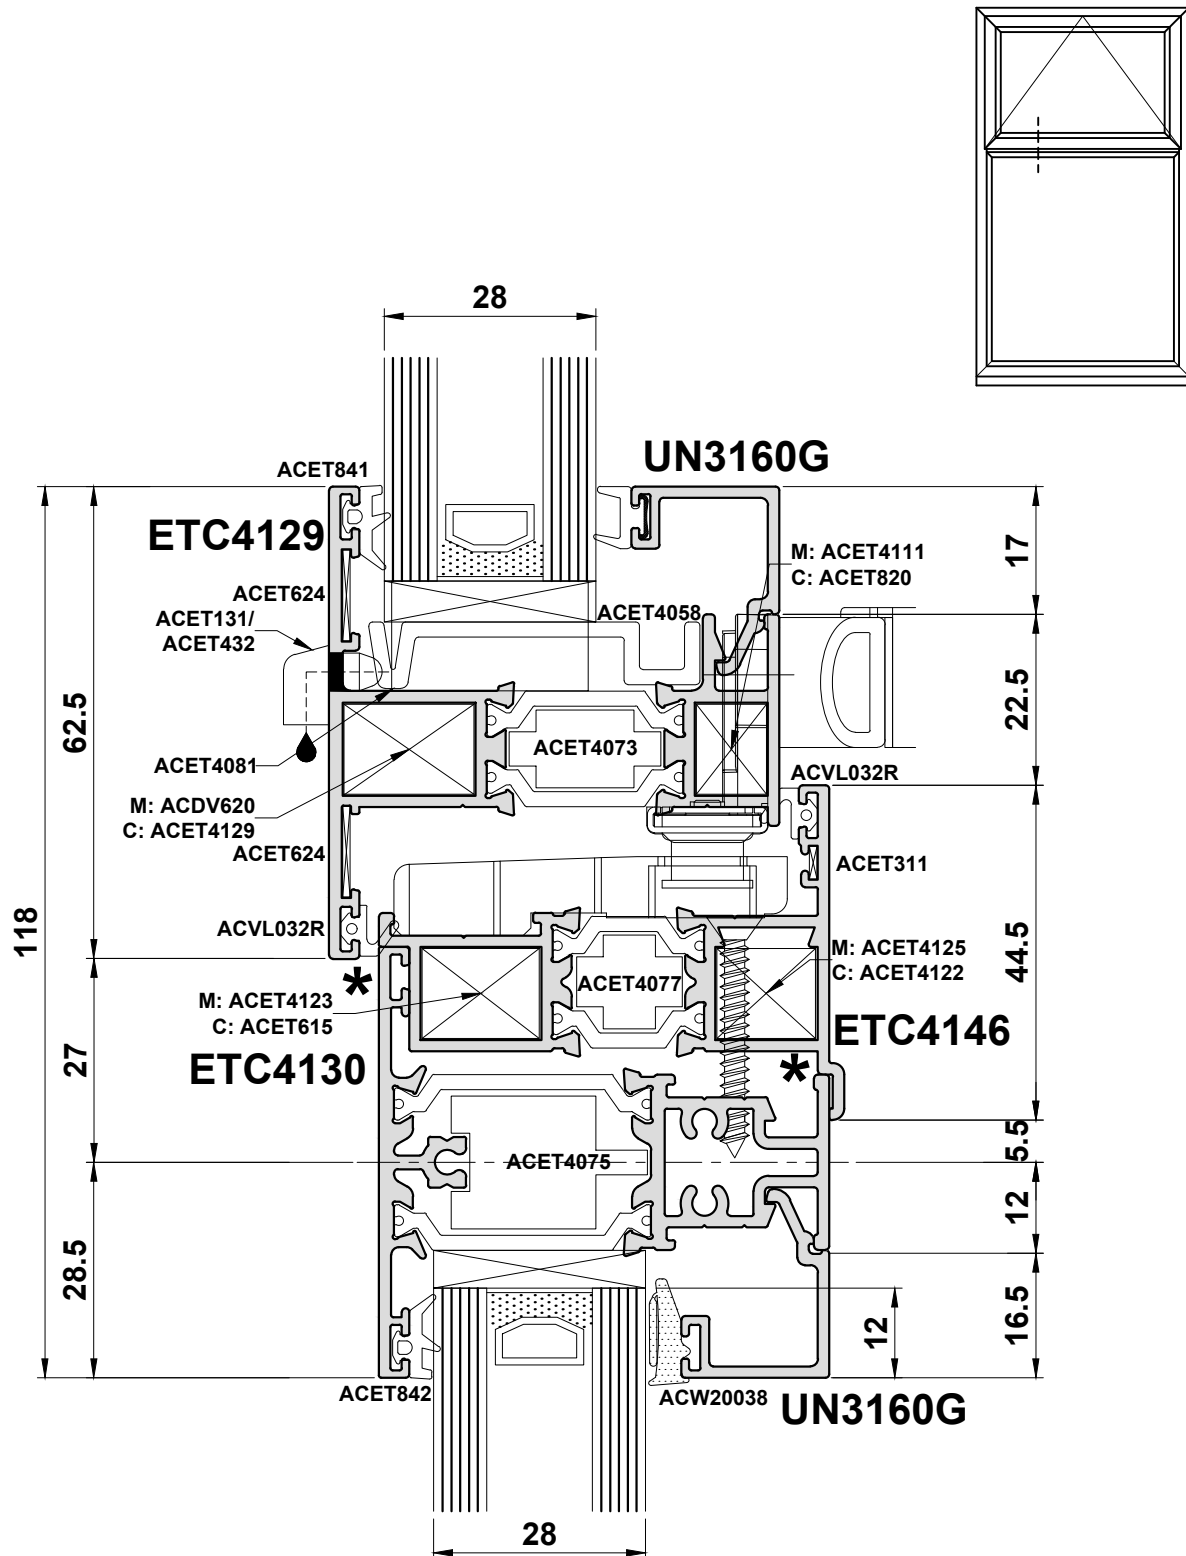 28
UN3160G
ACET841
ETC4129
M: ACET4111
C: ACET820
17
ACET624
ACET131/
ACET432
ACET4058
22.5
62.5
ACET4073
ACET4081
ACVL032R
M: ACDV620
C: ACET4129
ACET624
ACET311
118
ACVL032R
44.5
*
M: ACET4125
C: ACET4122
ACET4077
M: ACET4123
C: ACET615
ETC4146
ETC4130
*
27
5.5
ACET4075
12
28.5
16.5
12
ACET842
ACW20038
UN3160G
28